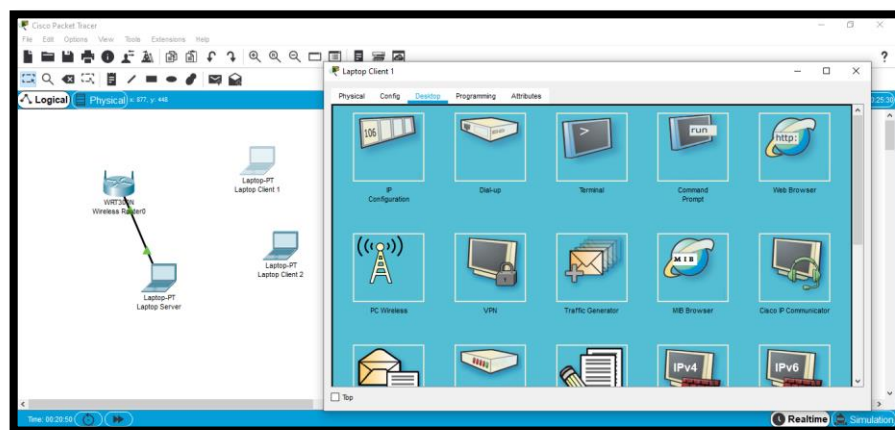 Cisco Packet Tracer
File Edit Options View Tools Extensions Help
?
Logical Physical x: 877, y: 448
WRT300N
Wireless Router0
Laptop-PT
Laptop Client 1
Laptop-PT
Laptop Client 2
Laptop-PT
Laptop Server
Laptop Client 1
Physical Config Desktop Programming Attributes
106
>
run
http:
IP
Configuration
Dial-up
Terminal
Command
Prompt
Web Browser
MIB
PC Wireless
VPN
Traffic Generator
MIB Browser
Cisco IP Communicator
IPv4
IPv6
Top
Time: 00:20:50
Realtime
Simulation